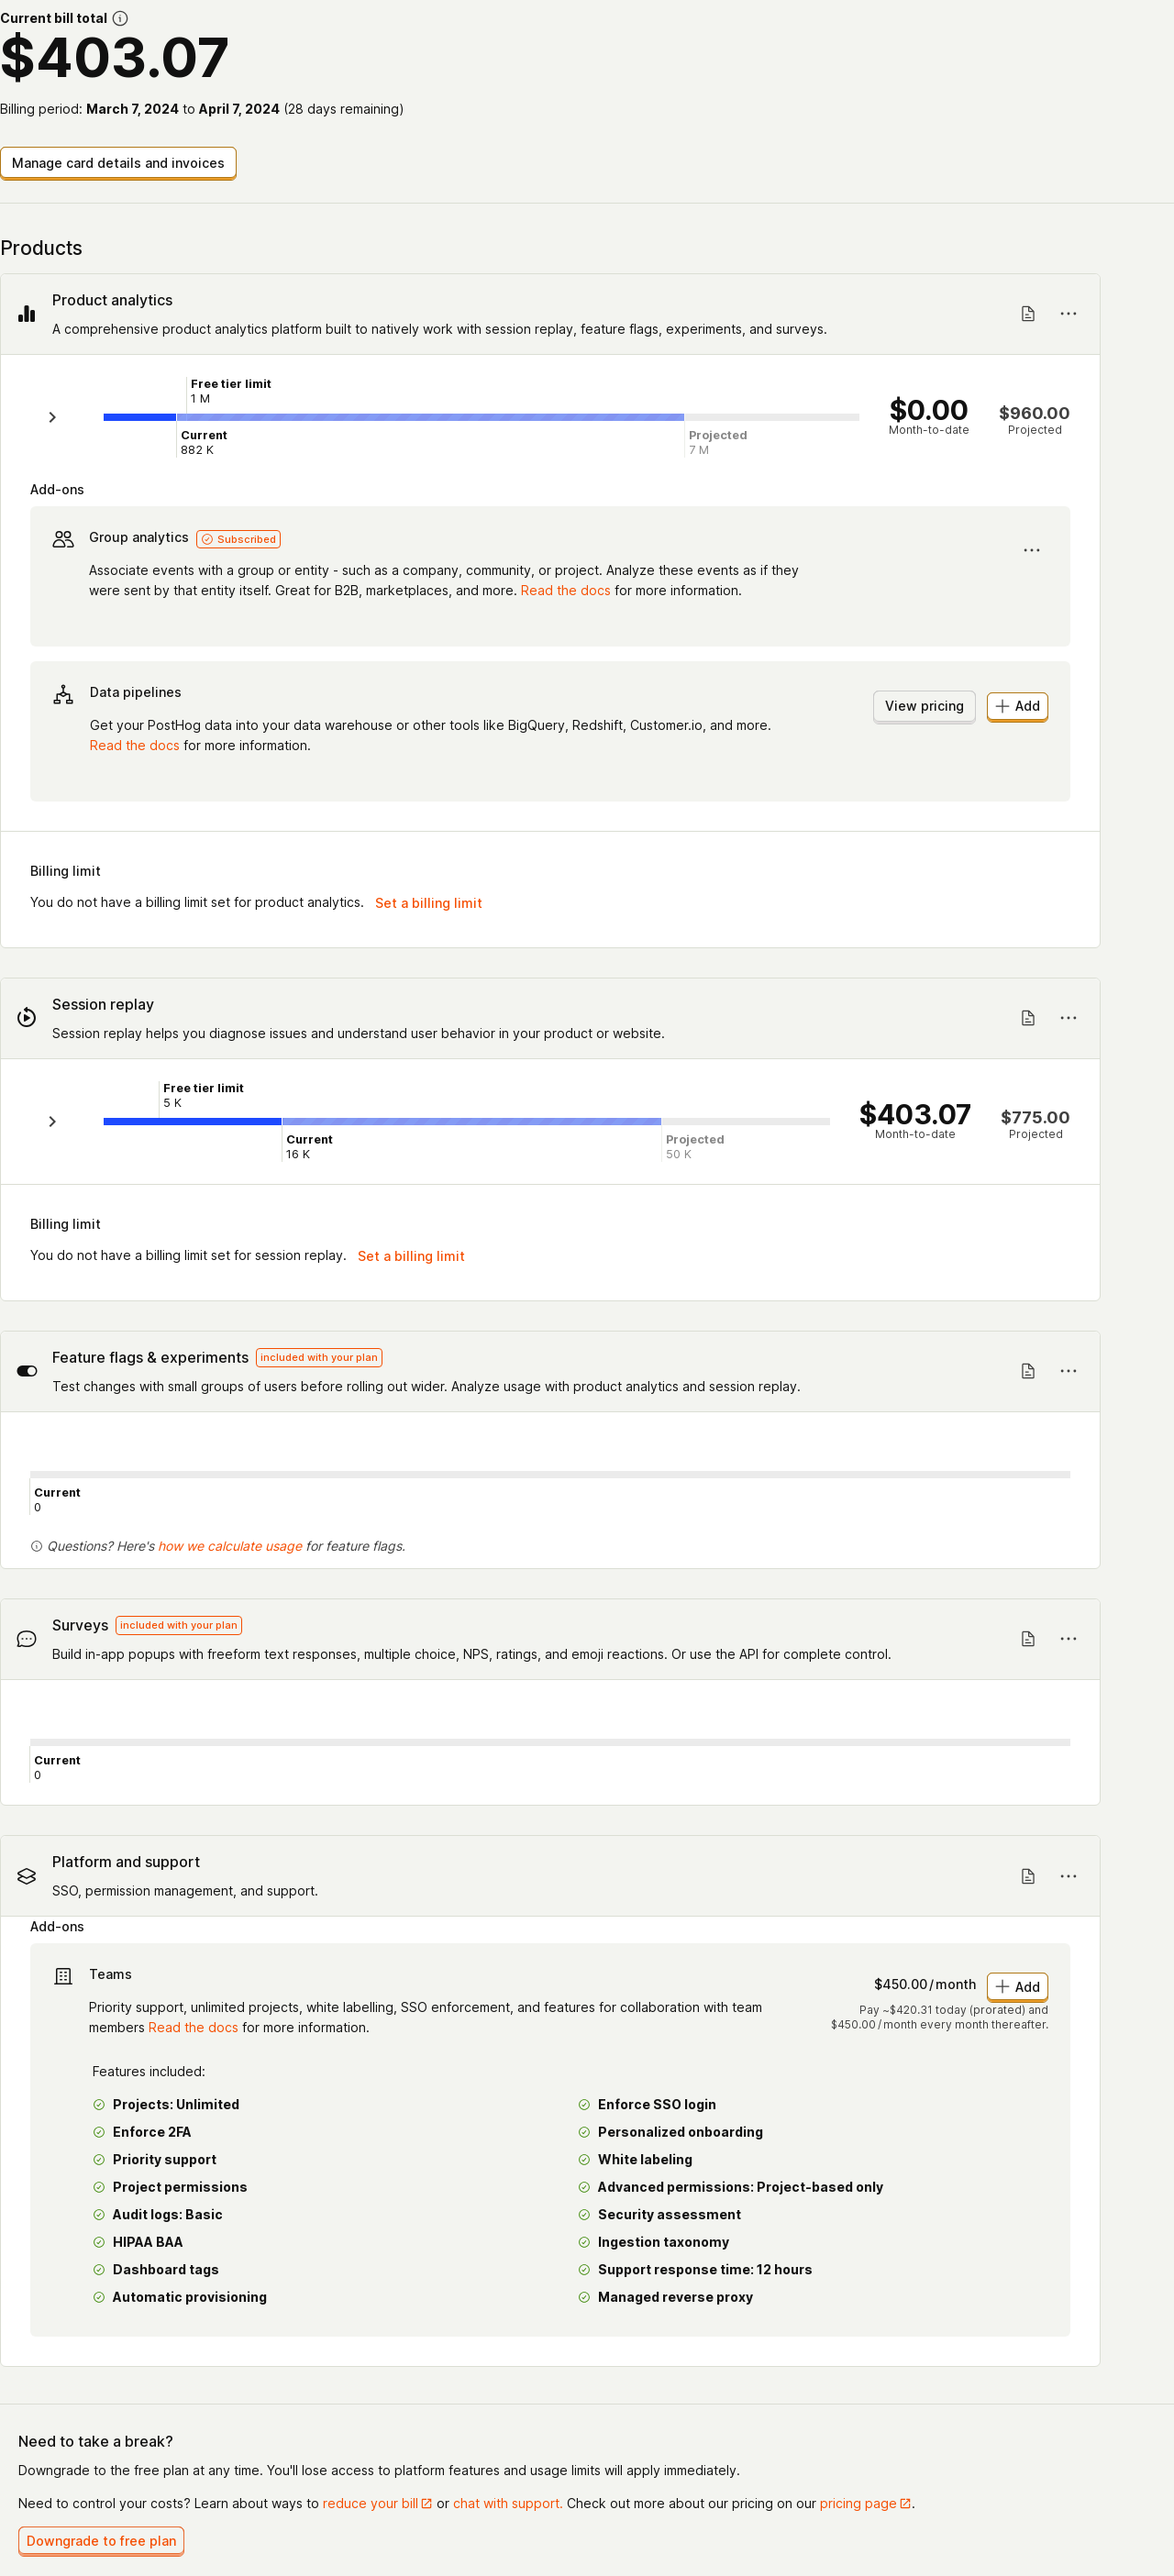 Current bill total
$403.07
Billing period: March 7, 2024 to April 7, 2024 (28 days remaining)
Manage card details and invoices
Products
Product analytics
A comprehensive product analytics platform built to natively work with session replay, feature flags, experiments, and surveys.
Free tier limit
1 M
Current
882 K
Projected
7 M
$0.00
Month-to-date
$960.00
Projected
Add-ons
Group analytics Subscribed
Associate events with a group or entity - such as a company, community, or project. Analyze these events as if they
were sent by that entity itself. Great for B2B, marketplaces, and more. Read the docs for more information.
Data pipelines
Get your PostHog data into your data warehouse or other tools like BigQuery, Redshift, Customer.io, and more.
Read the docs for more information.
View pricing
Add
Billing limit
You do not have a billing limit set for product analytics. Set a billing limit
Session replay
Session replay helps you diagnose issues and understand user behavior in your product or website.
Free tier limit
5 K
Current
16 K
Projected
50 K
$403.07
Month-to-date
$775.00
Projected
Billing limit
You do not have a billing limit set for session replay. Set a billing limit
Feature flags & experiments included with your plan
Test changes with small groups of users before rolling out wider. Analyze usage with product analytics and session replay.
Current
0
Questions? Here's how we calculate usage for feature flags.
Surveys included with your plan
Build in-app popups with freeform text responses, multiple choice, NPS, ratings, and emoji reactions. Or use the API for complete control.
Current
0
Platform and support
SSO, permission management, and support.
Add-ons
Teams
Priority support, unlimited projects, white labelling, SSO enforcement, and features for collaboration with team
members Read the docs for more information.
$450.00/month
Add
Pay ~$420.31 today (prorated) and
$450.00/month every month thereafter.
Features included:
Projects: Unlimited
Enforce 2FA
Priority support
Project permissions
Audit logs: Basic
HIPAA BAA
Dashboard tags
Automatic provisioning
Enforce SSO login
Personalized onboarding
White labeling
Advanced permissions: Project-based only
Security assessment
Ingestion taxonomy
Support response time: 12 hours
Managed reverse proxy
Need to take a break?
Downgrade to the free plan at any time. You'll lose access to platform features and usage limits will apply immediately.
Need to control your costs? Learn about ways to reduce your bill or chat with support. Check out more about our pricing on our pricing page.
Downgrade to free plan